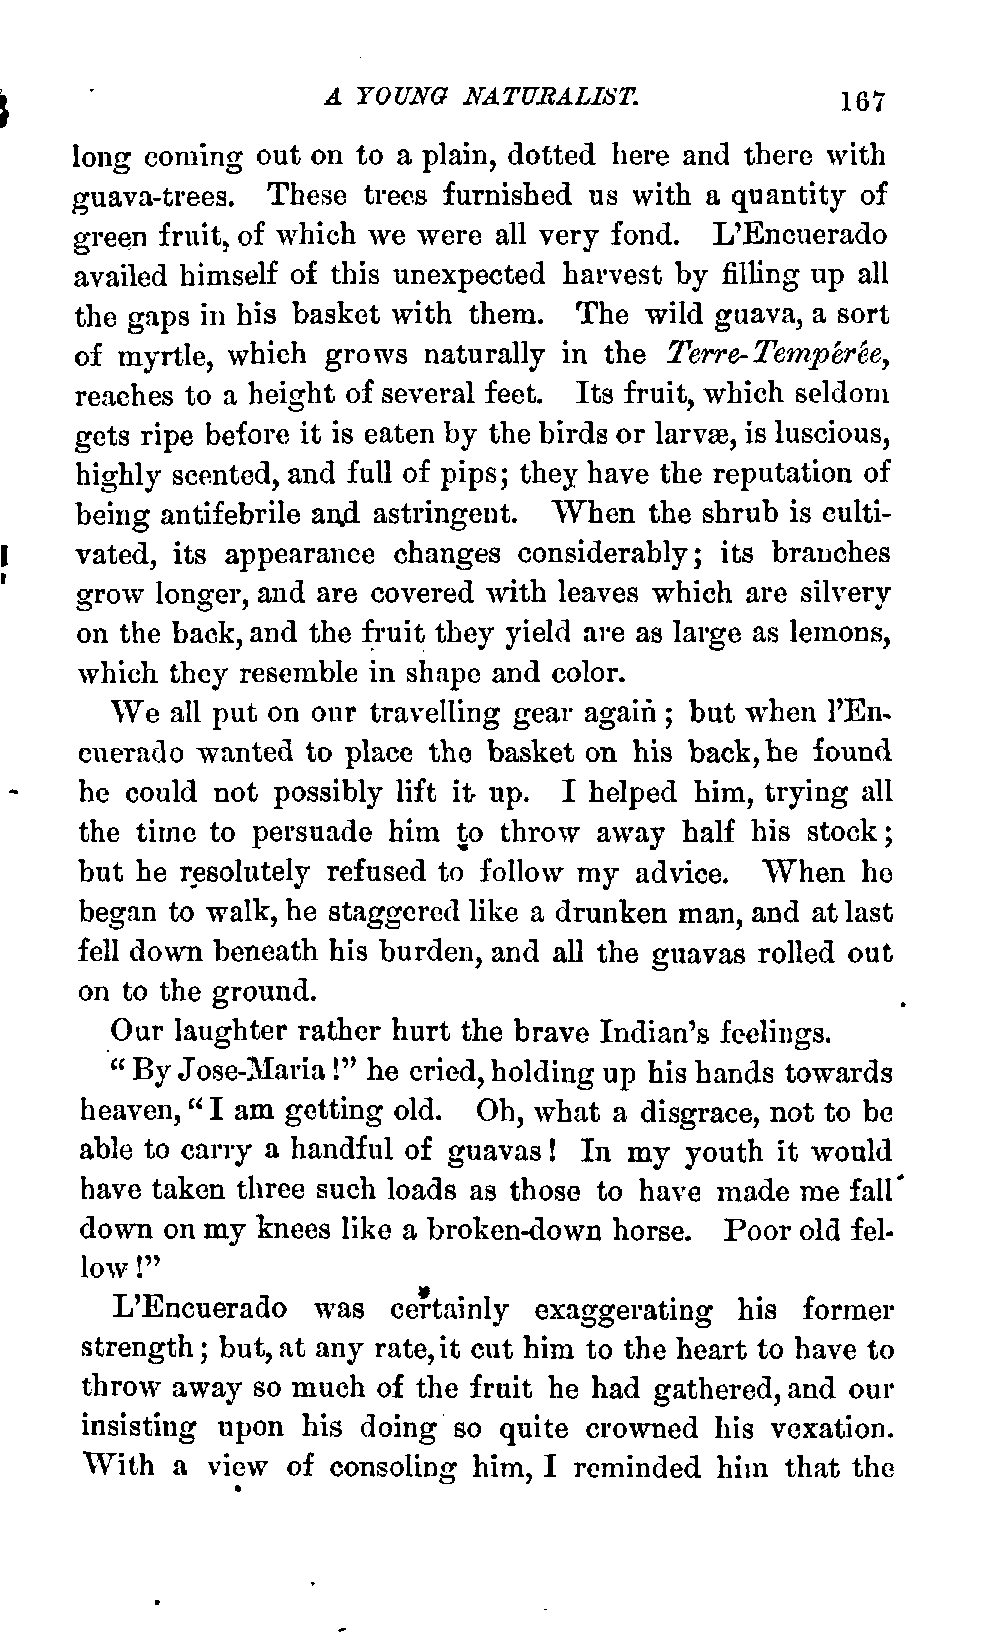 A YOUNG NATURALIST. 167
long coming out on to a plain, dotted here and there with
guava-trees. These trees furnished us with a quantity of
green fruit, of which we were all very fond. L'Encuerado
availed himself of this unexpected harvest by filling up all
the gaps in his basket with them. The wild guava, a sort
of myrtle, which grows naturally in the Terre-Tempérée,
reaches to a height of several feet. Its fruit, which seldom
gets ripe before it is eaten by the birds or larvæ, is luscious,
highly scented, and full of pips; they have the reputation of
being antifebrile and astringent. When the shrub is culti-
vated, its appearance changes considerably; its branches
grow longer, and are covered with leaves which are silvery
on the back, and the fruit they yield are as large as lemons,
which they resemble in shape and color.
We all put on our travelling gear again; but when l'En-
cuerado wanted to place the basket on his back, he found
he could not possibly lift it up. I helped him, trying all
the time to persuade him to throw away half his stock;
but he resolutely refused to follow my advice. When he
began to walk, he staggered like a drunken man, and at last
fell down beneath his burden, and all the guavas rolled out
on to the ground.
Our laughter rather hurt the brave Indian's feelings.
"By Jose-Maria!" he cried, holding up his hands towards
heaven, "I am getting old. Oh, what a disgrace, not to be
able to carry a handful of guavas! In my youth it would
have taken three such loads as those to have made me fall
down on my knees like a broken-down horse. Poor old fel-
low!"
L'Encuerado was certainly exaggerating his former
strength; but, at any rate, it cut him to the heart to have to
throw away so much of the fruit he had gathered, and our
insisting upon his doing so quite crowned his vexation.
With a view of consoling him, I reminded him that the